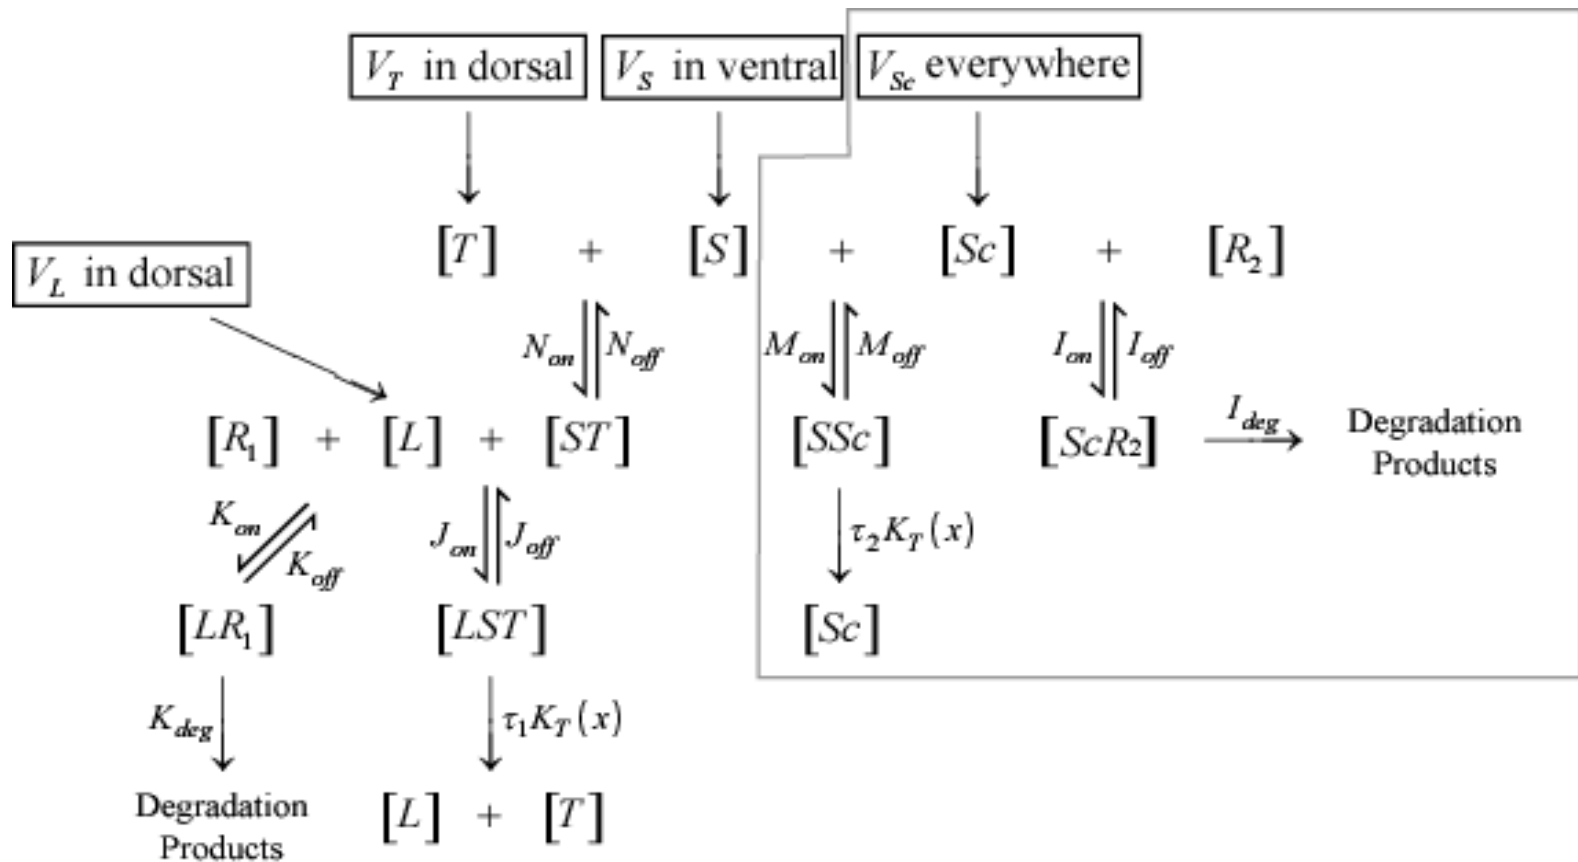 V_T in dorsal V_S in ventral V_Sc everywhere
[T] + [S] + [Sc] + [R_2]
V_L in dorsal
N_on N_off M_on M_off I_on I_off
[R_1] + [L] + [ST] [SSc] [ScR_2] I_deg Degradation
Products
K_on K_off J_on J_off τ_2 K_T(x)
[LR_1] [LST] [Sc]
K_deg τ_1 K_T(x)
Degradation [L] + [T]
Products